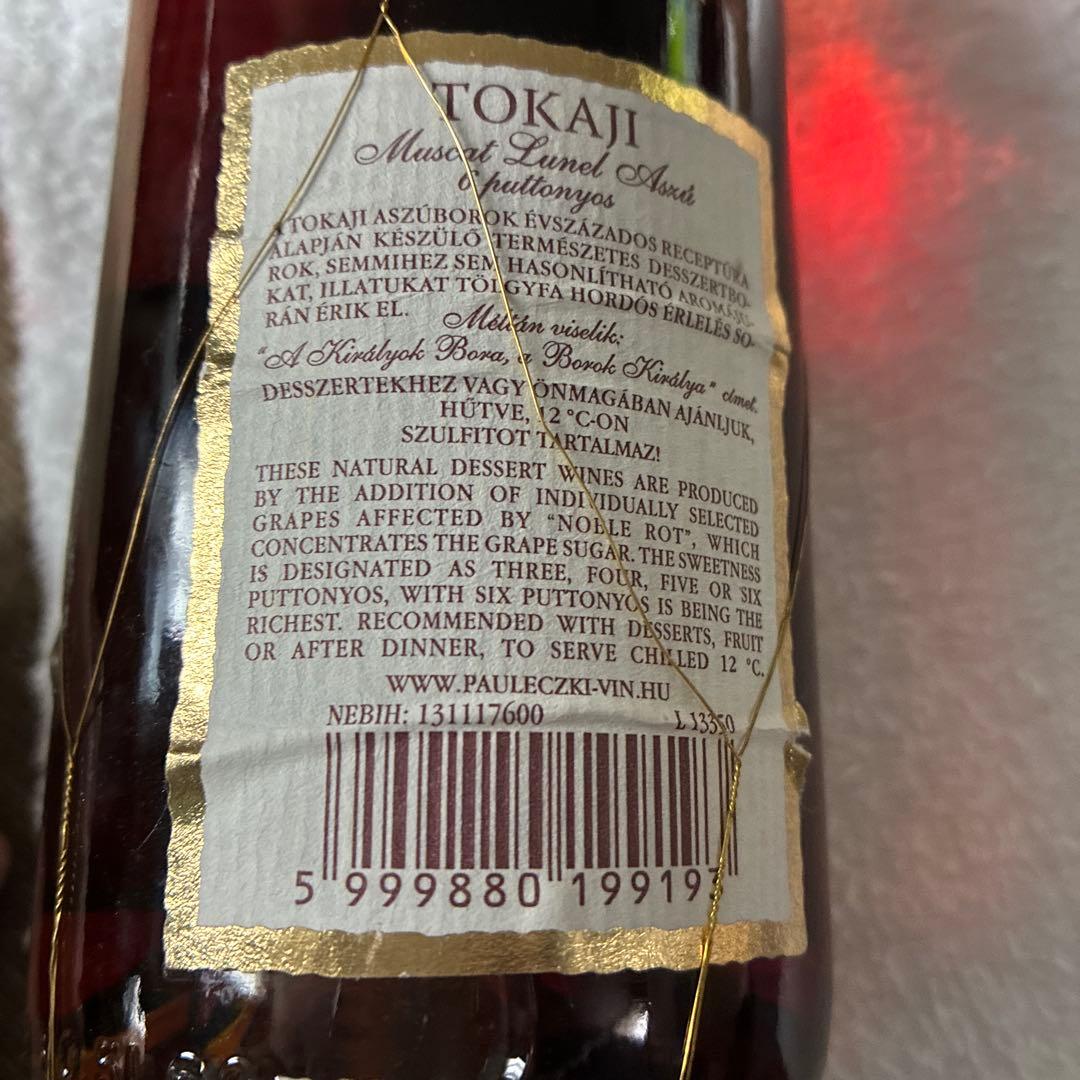 TOKAJI
Muscat Lunel Aszú
6 puttonyos
A TOKAJI ASZÚBOROK ÉVSZÁZADOS RECEPTÚRA
ALAPJÁN KÉSZÜLŐ TERMÉSZETES DESSZERTBO-
ROK, SEMMIHEZ SEM HASONLÍTHATÓ AROMÁJU-
KAT, ILLATUKAT TÖLGYFA HORDÓS ÉRLELÉS SO-
RÁN ÉRIK EL.
Méltán viselik:
"A Királyok Bora, a Borok Királya" címet.
DESSZERTEKHEZ VAGY ÖNMAGÁBAN AJÁNLJUK,
HŰTVE, 12 °C-ON
SZULFITOT TARTALMAZ!
THESE NATURAL DESSERT WINES ARE PRODUCED
BY THE ADDITION OF INDIVIDUALLY SELECTED
GRAPES AFFECTED BY "NOBLE ROT", WHICH
CONCENTRATES THE GRAPE SUGAR. THE SWEETNESS
IS DESIGNATED AS THREE, FOUR, FIVE OR SIX
PUTTONYOS, WITH SIX PUTTONYOS IS BEING THE
RICHEST. RECOMMENDED WITH DESSERTS, FRUIT
OR AFTER DINNER, TO SERVE CHILLED 12 °C.
WWW.PAULECZKI-VIN.HU
NEBIH: 131117600 L 13350
5 999880 199193